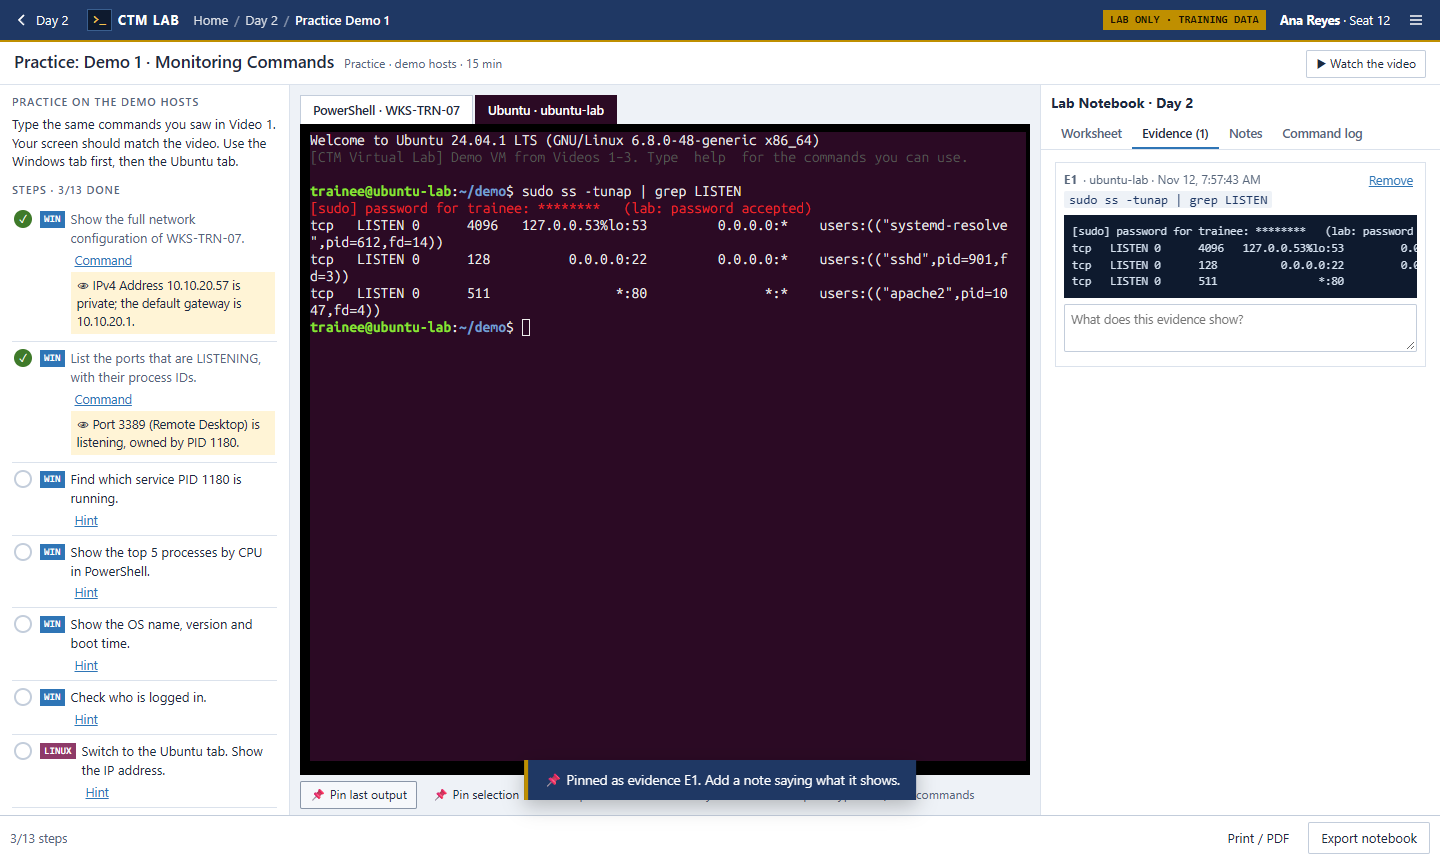 Day 2
>_ CTM LAB
Home / Day 2 / Practice Demo 1
LAB ONLY · TRAINING DATA
Ana Reyes · Seat 12
Practice: Demo 1 · Monitoring Commands
Practice · demo hosts · 15 min
Watch the video
PRACTICE ON THE DEMO HOSTS
Type the same commands you saw in Video 1.
Your screen should match the video. Use the
Windows tab first, then the Ubuntu tab.
STEPS · 3/13 DONE
WIN Show the full network
configuration of WKS-TRN-07.
Command
IPv4 Address 10.10.20.57 is
private; the default gateway is
10.10.20.1.
WIN List the ports that are LISTENING,
with their process IDs.
Command
Port 3389 (Remote Desktop) is
listening, owned by PID 1180.
WIN Find which service PID 1180 is
running.
Hint
WIN Show the top 5 processes by CPU
in PowerShell.
Hint
WIN Show the OS name, version and
boot time.
Hint
WIN Check who is logged in.
Hint
LINUX Switch to the Ubuntu tab. Show
the IP address.
Hint
PowerShell · WKS-TRN-07
Ubuntu · ubuntu-lab
Welcome to Ubuntu 24.04.1 LTS (GNU/Linux 6.8.0-48-generic x86_64)
[CTM Virtual Lab] Demo VM from Videos 1-3. Type  help  for the commands you can use.
trainee@ubuntu-lab:~/demo$ sudo ss -tunap | grep LISTEN
[sudo] password for trainee: ********   (lab: password accepted)
tcp   LISTEN 0      4096   127.0.0.53%lo:53         0.0.0.0:*    users:(("systemd-resolve
",pid=612,fd=14))
tcp   LISTEN 0      128          0.0.0.0:22         0.0.0.0:*    users:(("sshd",pid=901,f
d=3))
tcp   LISTEN 0      511                *:80               *:*    users:(("apache2",pid=10
47,fd=4))
trainee@ubuntu-lab:~/demo$
Pin last output
Pin selection
commands
Pinned as evidence E1. Add a note saying what it shows.
Lab Notebook · Day 2
Worksheet
Evidence (1)
Notes
Command log
E1 · ubuntu-lab · Nov 12, 7:57:43 AM
Remove
sudo ss -tunap | grep LISTEN
[sudo] password for trainee: ********   (lab: password
tcp   LISTEN 0      4096   127.0.0.53%lo:53         0.0
tcp   LISTEN 0      128          0.0.0.0:22         0.0
tcp   LISTEN 0      511                *:80
What does this evidence show?
3/13 steps
Print / PDF
Export notebook